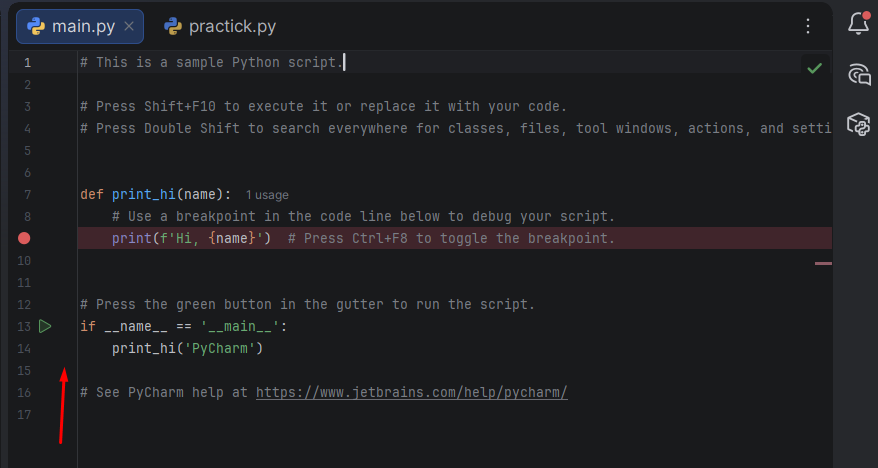 main.py
practick.py
1 # This is a sample Python script.
2
3 # Press Shift+F10 to execute it or replace it with your code.
4 # Press Double Shift to search everywhere for classes, files, tool windows, actions, and setti
5
6
7 def print_hi(name): 1 usage
8 # Use a breakpoint in the code line below to debug your script.
print(f'Hi, {name}') # Press Ctrl+F8 to toggle the breakpoint.
10
11
12 # Press the green button in the gutter to run the script.
13 if __name__ == '__main__':
14 print_hi('PyCharm')
15
16 # See PyCharm help at https://www.jetbrains.com/help/pycharm/
17